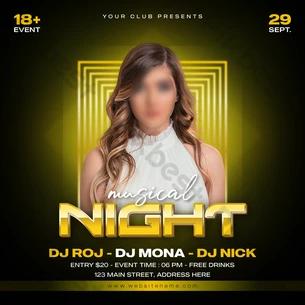 18+
EVENT
YOUR CLUB PRESENTS
29
SEPT.
musical
NIGHT
DJ ROJ - DJ MONA - DJ NICK
ENTRY $20 - EVENT TIME : 06 PM - FREE DRINKS
123 MAIN STREET, ADDRESS HERE
www.websitename.com